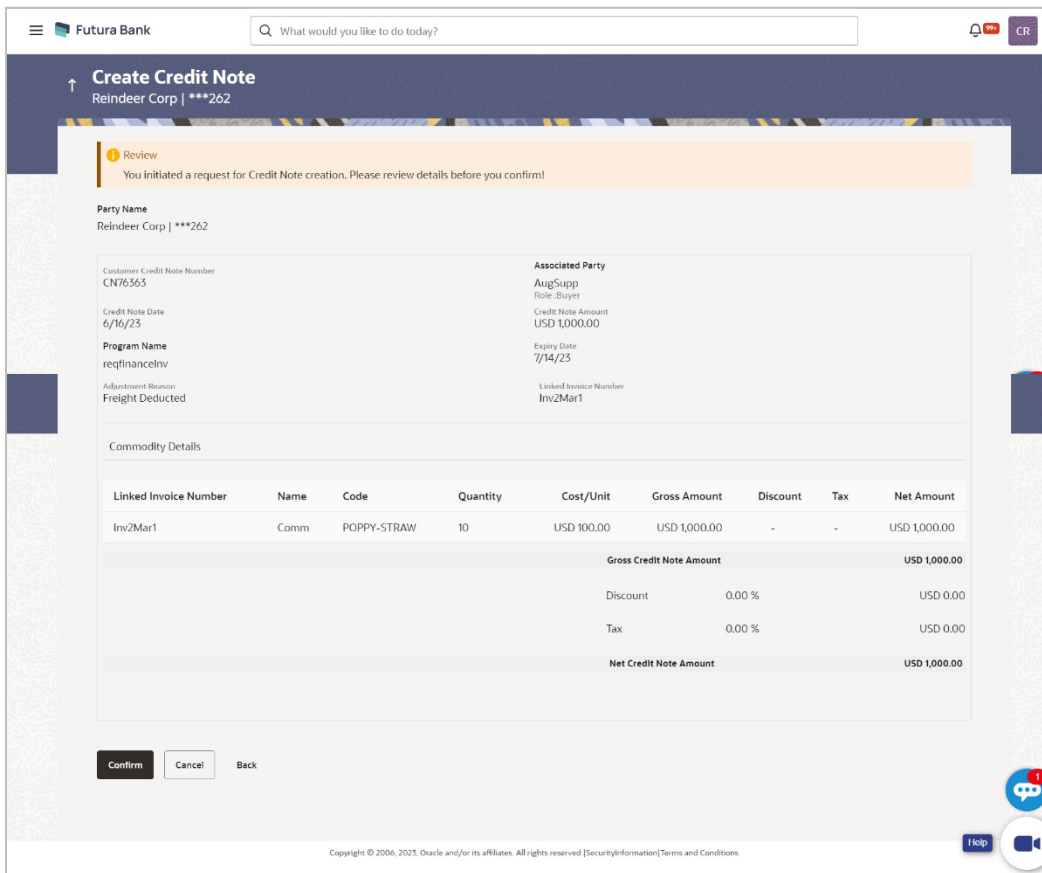 Futura Bank
What would you like to do today?
99+
CR
Create Credit Note
Reindeer Corp | ***262
Review
You initiated a request for Credit Note creation. Please review details before you confirm!
Party Name
Reindeer Corp | ***262
Customer Credit Note Number
CN76363
Associated Party
AugSupp
Role :Buyer
Credit Note Date
6/16/23
Credit Note Amount
USD 1,000.00
Program Name
reqfinanceInv
Expiry Date
7/14/23
Adjustment Reason
Freight Deducted
Linked Invoice Number
Inv2Mar1
Commodity Details
Linked Invoice Number Name Code Quantity Cost/Unit Gross Amount Discount Tax Net Amount
Inv2Mar1 Comm POPPY-STRAW 10 USD 100.00 USD 1,000.00 - - USD 1,000.00
Gross Credit Note Amount USD 1,000.00
Discount 0.00 % USD 0.00
Tax 0.00 % USD 0.00
Net Credit Note Amount USD 1,000.00
Confirm Cancel Back
1
Help
Copyright © 2006, 2023, Oracle and/or its affiliates. All rights reserved.|SecurityInformation|Terms and Conditions